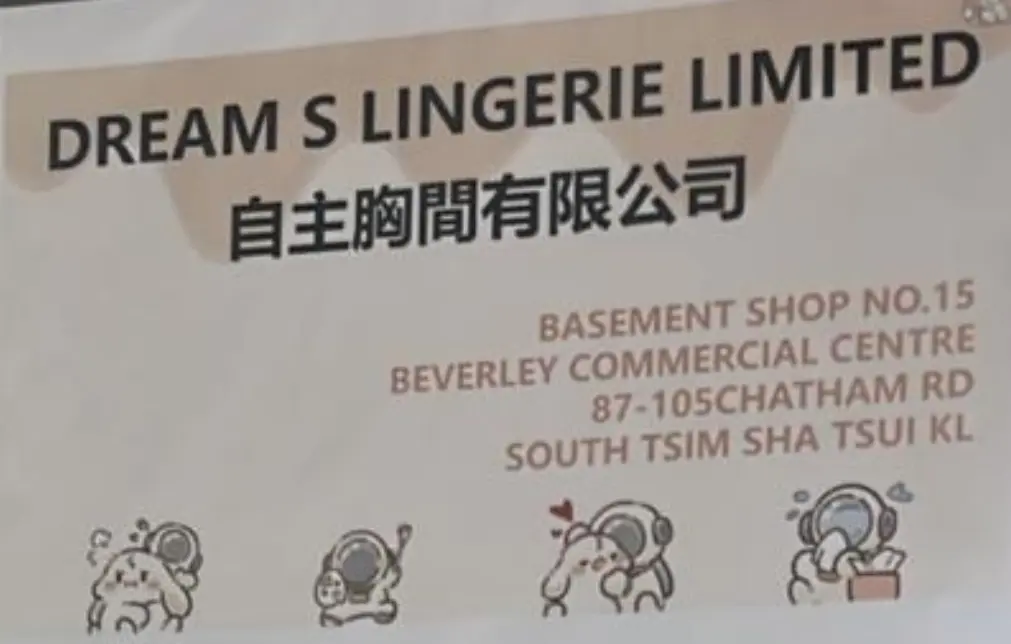 DREAM S LINGERIE LIMITED
自主胸間有限公司
BASEMENT SHOP NO.15
BEVERLEY COMMERCIAL CENTRE
87-105CHATHAM RD
SOUTH TSIM SHA TSUI KL